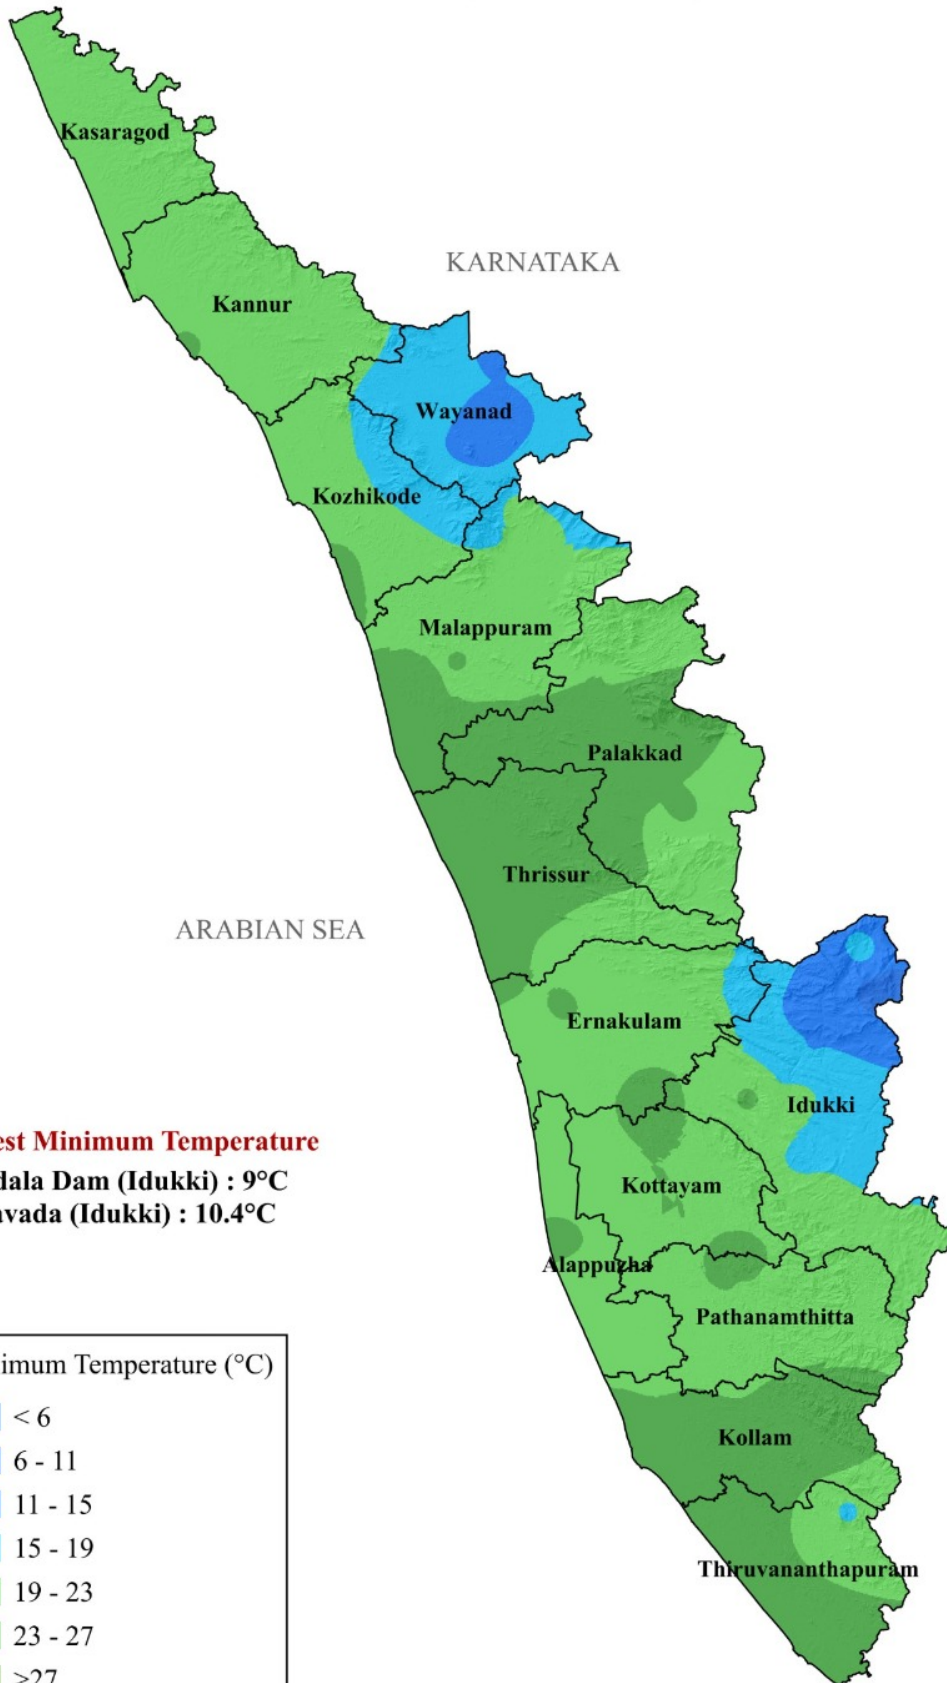 Kasaragod
KARNATAKA
Kannur
Wayanad
Kozhikode
Malappuram
Palakkad
Thrissur
ARABIAN SEA
Ernakulam
Idukki
est Minimum Temperature
dala Dam (Idukki) : 9°C
avada (Idukki) : 10.4°C
Kottayam
Alappuzha
Pathanamthitta
imum Temperature (°C)
< 6
6 - 11
11 - 15
15 - 19
19 - 23
23 - 27
>27
Kollam
Thiruvananthapuram